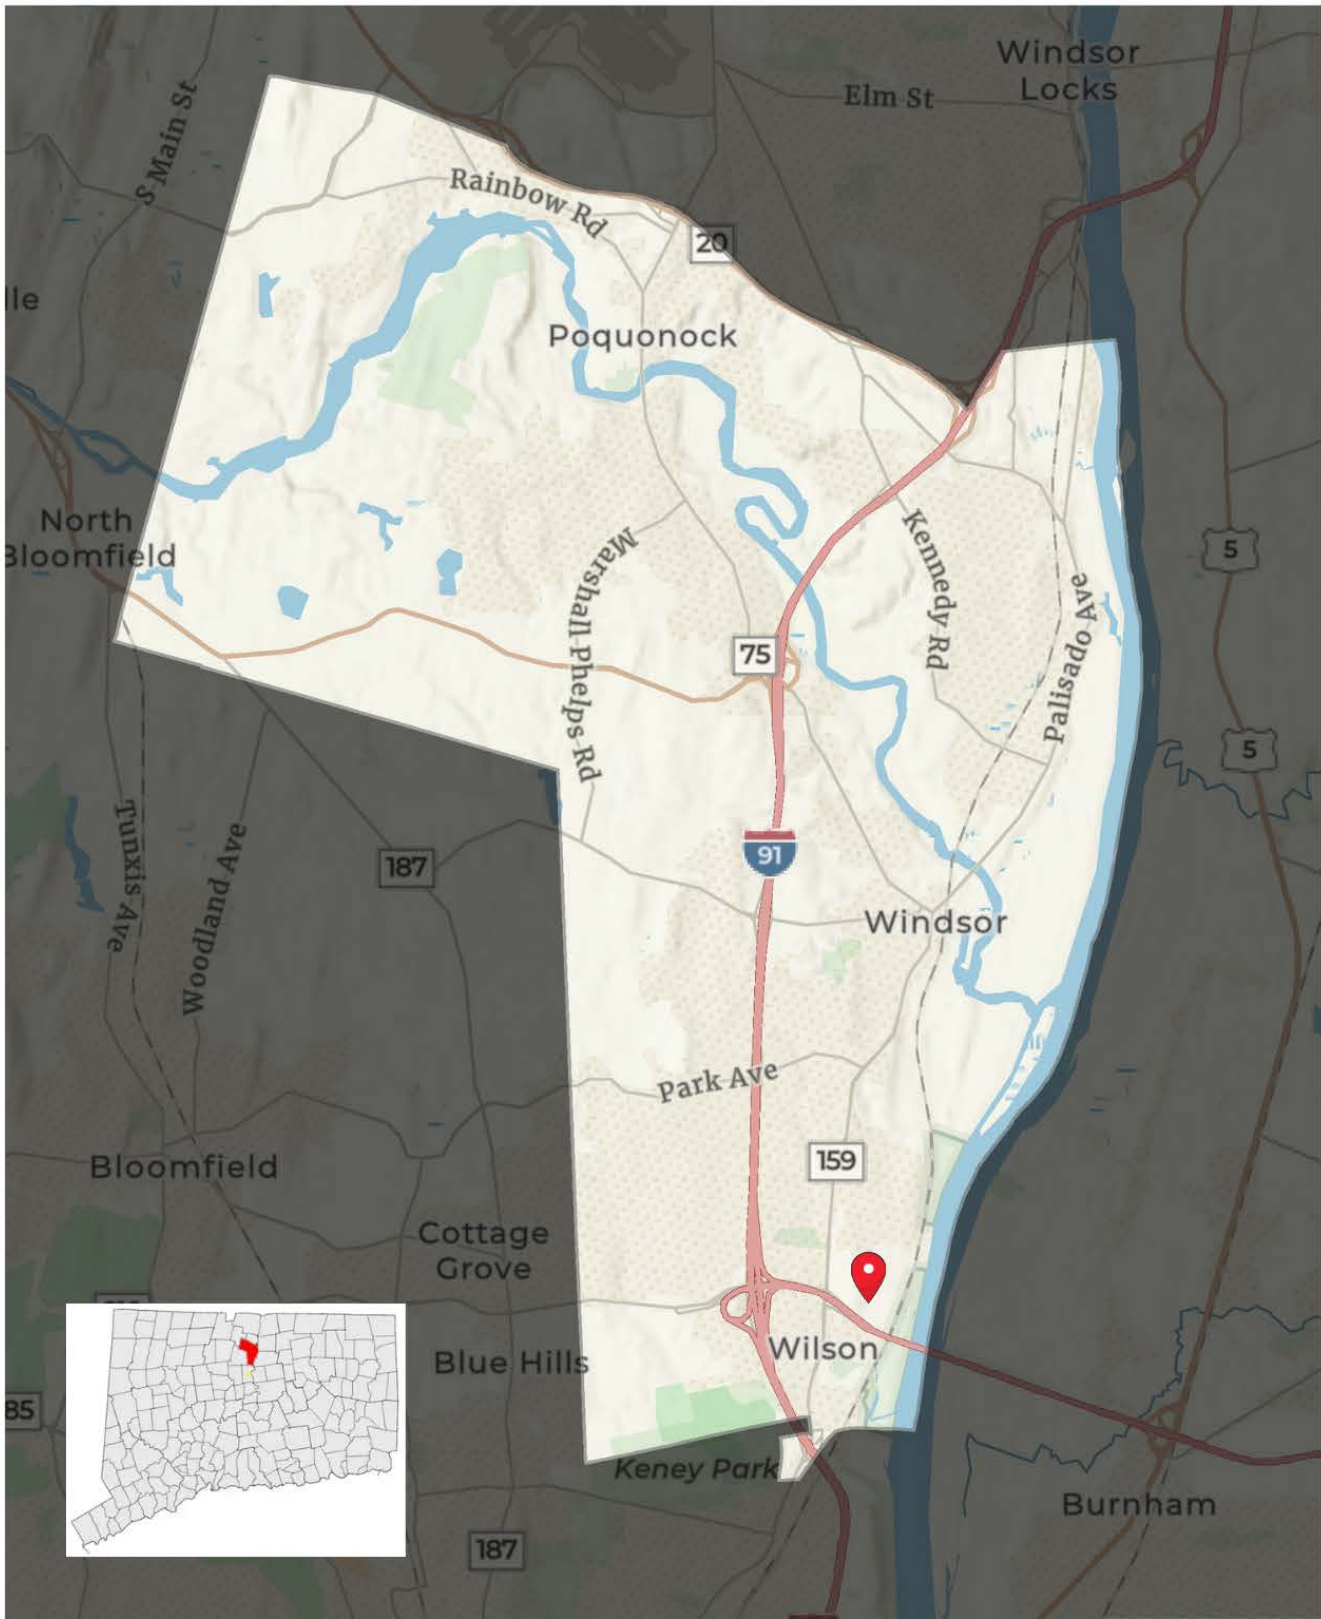 Windsor
Locks
Elm St
S Main St
Rainbow Rd
20
lle
Poquonock
North
Bloomfield
5
Marshall Phelps Rd
Kennedy Rd
Palisado Ave
75
5
Tunxis Ave
Woodland Ave
187
91
Windsor
Park Ave
159
Bloomfield
Cottage
Grove
Wilson
Blue Hills
85
Keney Park
Burnham
187